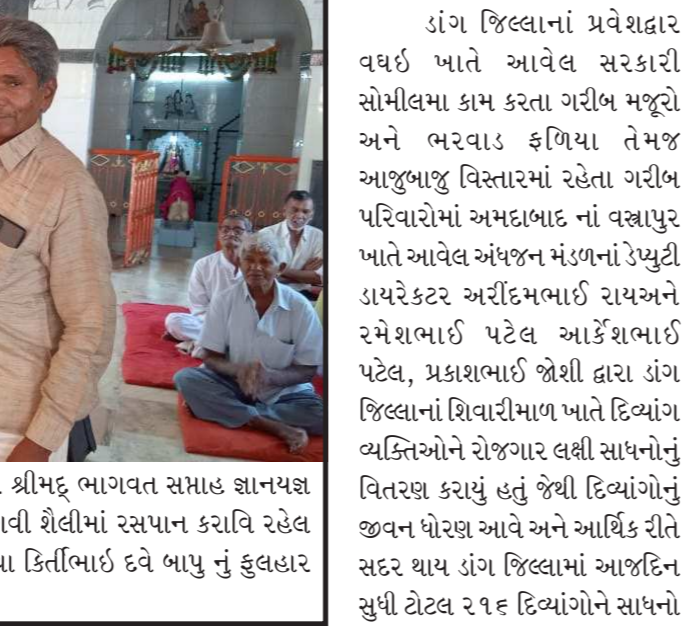 શ્રીમદ્ ભાગવત સપ્તાહ જ્ઞાનયજ્ઞ
શૈલીમાં રસપાન કરાવિ રહેલ
કિર્તીભાઇ દવે બાપુ નું ફુલહાર
ડાંગ જિલ્લાનાં પ્રવેશદ્વાર
વઘઇ ખાતે આવેલ સરકારી
સોમીલમા કામ કરતા ગરીબ મજૂરો
અને ભરવાડ ફળિયા તેમજ
આજુબાજુ વિસ્તારમાં રહેતા ગરીબ
પરિવારોમાં અમદાબાદ નાં વસ્ત્રાપુર
ખાતે આવેલ અંધજન મંડળનાં ડેપ્યુટી
ડાયરેકટર અરીંદમભાઈ રાયઅને
રમેશભાઈ પટેલ આર્કેશભાઈ
પટેલ, પ્રકાશભાઈ જોશી દ્વારા ડાંગ
જિલ્લાનાં શિવારીમાળ ખાતે દિવ્યાંગ
વ્યક્તિઓને રોજગાર લક્ષી સાધનોનું
વિતરણ કરાયું હતું જેથી દિવ્યાંગોનું
જીવન ધોરણ આવે અને આર્થિક રીતે
સદર થાય ડાંગ જિલ્લામાં આજદિન
સુધી ટોટલ ૨૧૬ દિવ્યાંગોને સાધનો